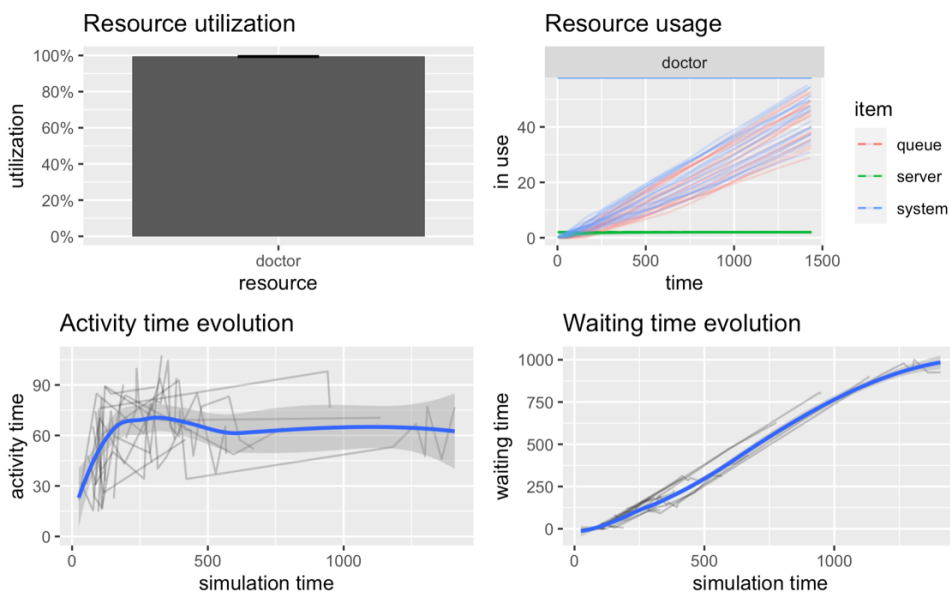 Resource utilization
100%
80%
60%
40%
20%
0%
utilization
doctor
resource
Resource usage
doctor
40
20
0
in use
0 500 1000 1500
time
item
queue
server
system
Activity time evolution
90
60
30
0
activity time
0 500 1000
simulation time
Waiting time evolution
1000
750
500
250
0
waiting time
0 500 1000
simulation time